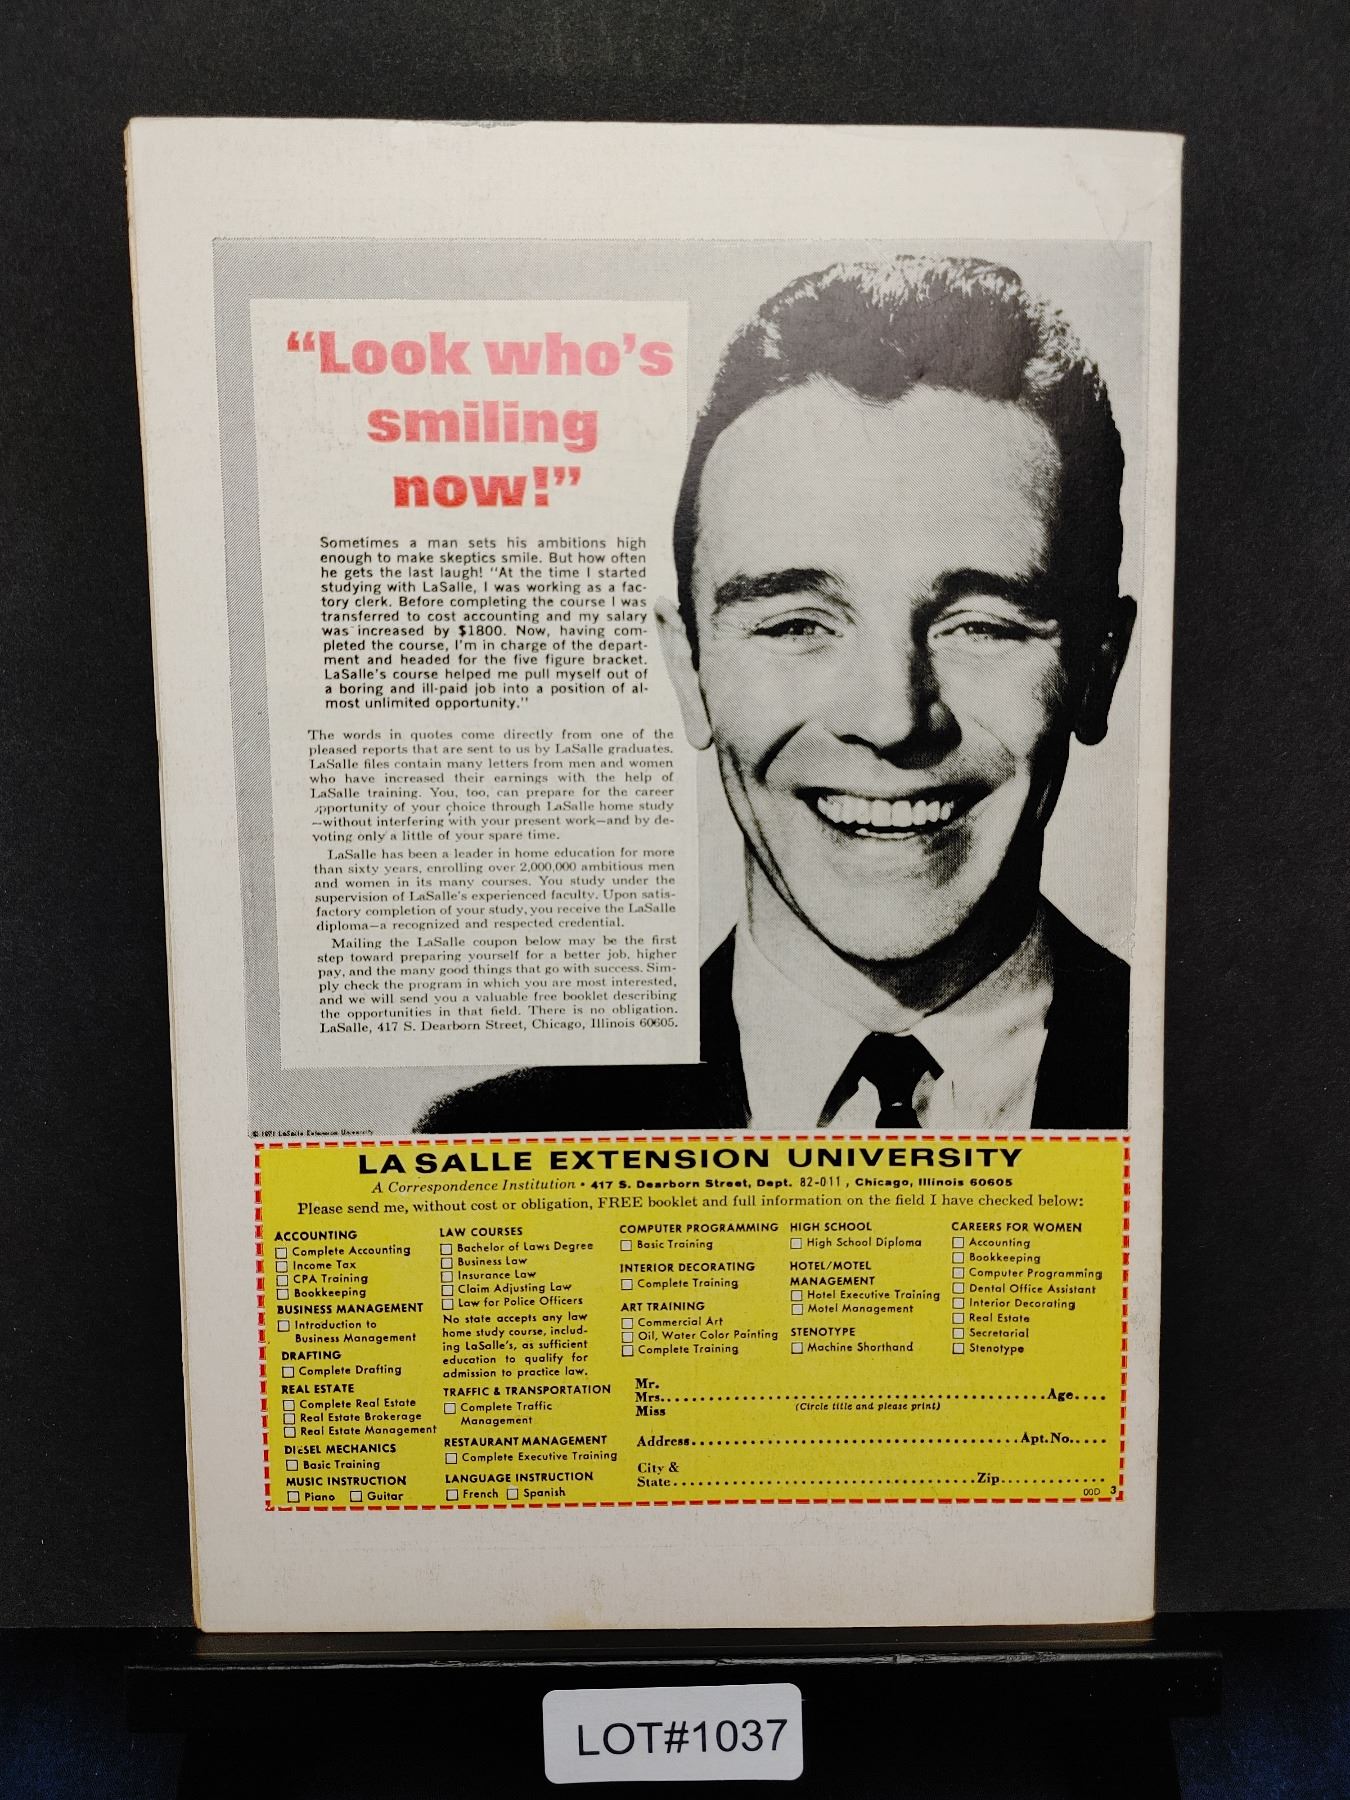 “Look who’s
smiling
now!”
Sometimes a man sets his ambitions high
enough to make skeptics smile. But how often
he gets the last laugh! “At the time I started
studying with LaSalle, I was working as a fac-
tory clerk. Before completing the course I was
transferred to cost accounting and my salary
was increased by $1800. Now, having com-
pleted the course, I’m in charge of the depart-
ment and headed for the five figure bracket.
LaSalle’s course helped me pull myself out of
a boring and ill-paid job into a position of al-
most unlimited opportunity.”
The words in quotes come directly from one of the
pleased reports that are sent to us by LaSalle graduates.
LaSalle files contain many letters from men and women
who have increased their earnings with the help of
LaSalle training. You, too, can prepare for the career
opportunity of your choice through LaSalle home study
—without interfering with your present work—and by de-
voting only a little of your spare time.
LaSalle has been a leader in home education for more
than sixty years, enrolling over 2,000,000 ambitious men
and women in its many courses. You study under the
supervision of LaSalle’s experienced faculty. Upon satis-
factory completion of your study, you receive the LaSalle
diploma—a recognized and respected credential.
Mailing the LaSalle coupon below may be the first
step toward preparing yourself for a better job, higher
pay, and the many good things that go with success. Sim-
ply check the program in which you are most interested,
and we will send you a valuable free booklet describing
the opportunities in that field. There is no obligation.
LaSalle, 417 S. Dearborn Street, Chicago, Illinois 60605.
© 1971 LaSalle Extension University
LA SALLE EXTENSION UNIVERSITY
A Correspondence Institution • 417 S. Dearborn Street, Dept. 82-011, Chicago, Illinois 60605
Please send me, without cost or obligation, FREE booklet and full information on the field I have checked below:
ACCOUNTING
Complete Accounting
Income Tax
CPA Training
Bookkeeping
BUSINESS MANAGEMENT
Introduction to
Business Management
DRAFTING
Complete Drafting
REAL ESTATE
Complete Real Estate
Real Estate Brokerage
Real Estate Management
DIESEL MECHANICS
Basic Training
MUSIC INSTRUCTION
Piano Guitar
LAW COURSES
Bachelor of Laws Degree
Business Law
Insurance Law
Claim Adjusting Law
Law for Police Officers
No state accepts any law
home study course, includ-
ing LaSalle’s, as sufficient
education to qualify for
admission to practice law.
TRAFFIC & TRANSPORTATION
Complete Traffic
Management
RESTAURANT MANAGEMENT
Complete Executive Training
LANGUAGE INSTRUCTION
French Spanish
COMPUTER PROGRAMMING
Basic Training
INTERIOR DECORATING
Complete Training
ART TRAINING
Commercial Art
Oil, Water Color Painting
Complete Training
HIGH SCHOOL
High School Diploma
HOTEL/MOTEL
MANAGEMENT
Hotel Executive Training
Motel Management
STENOTYPE
Machine Shorthand
CAREERS FOR WOMEN
Accounting
Bookkeeping
Computer Programming
Dental Office Assistant
Interior Decorating
Real Estate
Secretarial
Stenotype
Mr.
Mrs. Age
Miss (Circle title and please print)
Address Apt. No.
City &
State Zip
00D 3
LOT#1037